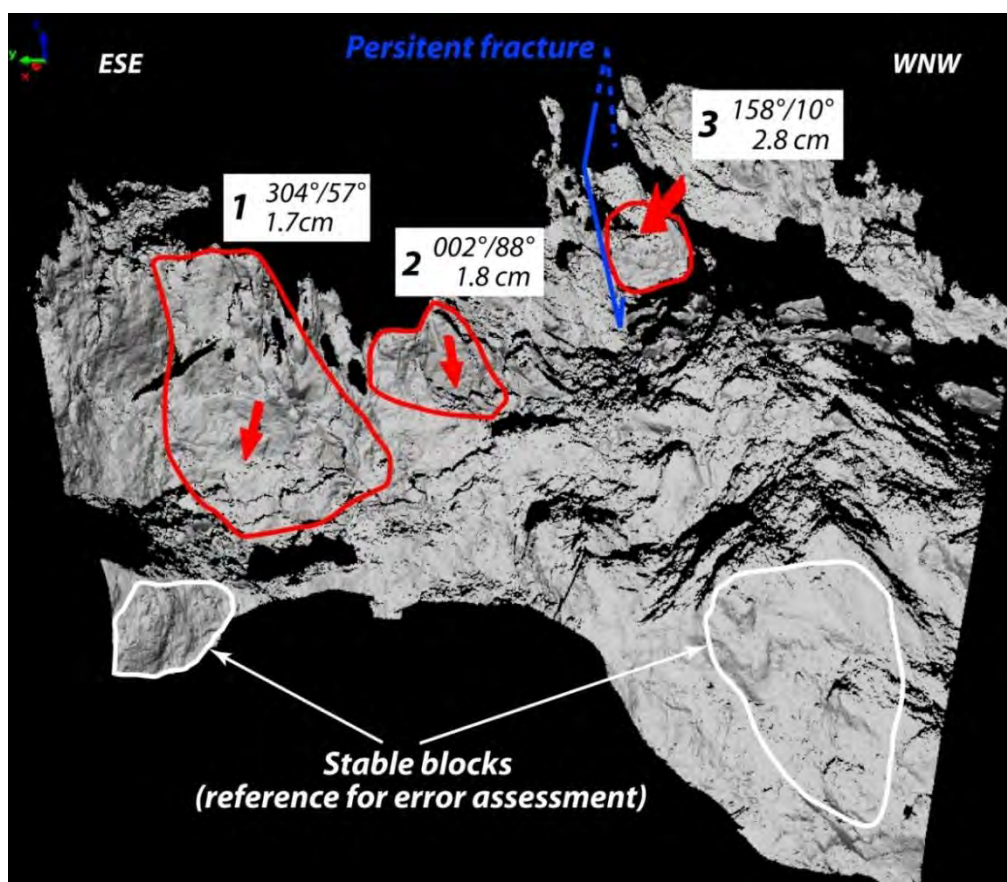 Persitent fracture
ESE
WNW
1 304°/57°
1.7cm
2 002°/88°
1.8 cm
3 158°/10°
2.8 cm
Stable blocks
(reference for error assessment)
y
x